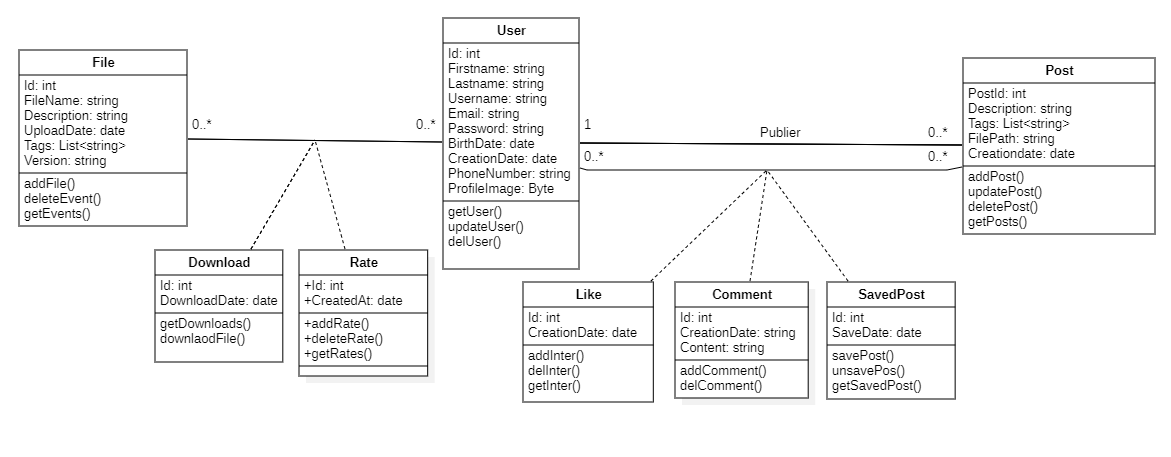 File
Id: int
FileName: string
Description: string
UploadDate: date
Tags: List<string>
Version: string
addFile()
deleteEvent()
getEvents()
0..*
0..*
User
Id: int
Firstname: string
Lastname: string
Username: string
Email: string
Password: string
BirthDate: date
CreationDate: date
PhoneNumber: string
ProfileImage: Byte
getUser()
updateUser()
delUser()
1
Publier
0..*
0..*
0..*
Post
PostId: int
Description: string
Tags: List<string>
FilePath: string
Creationdate: date
addPost()
updatePost()
deletePost()
getPosts()
Download
Id: int
DownloadDate: date
getDownloads()
downlaodFile()
Rate
+Id: int
+CreatedAt: date
+addRate()
+deleteRate()
+getRates()
Like
Id: int
CreationDate: date
addInter()
delInter()
getInter()
Comment
Id: int
CreationDate: string
Content: string
addComment()
delComment()
SavedPost
Id: int
SaveDate: date
savePost()
unsavePos()
getSavedPost()